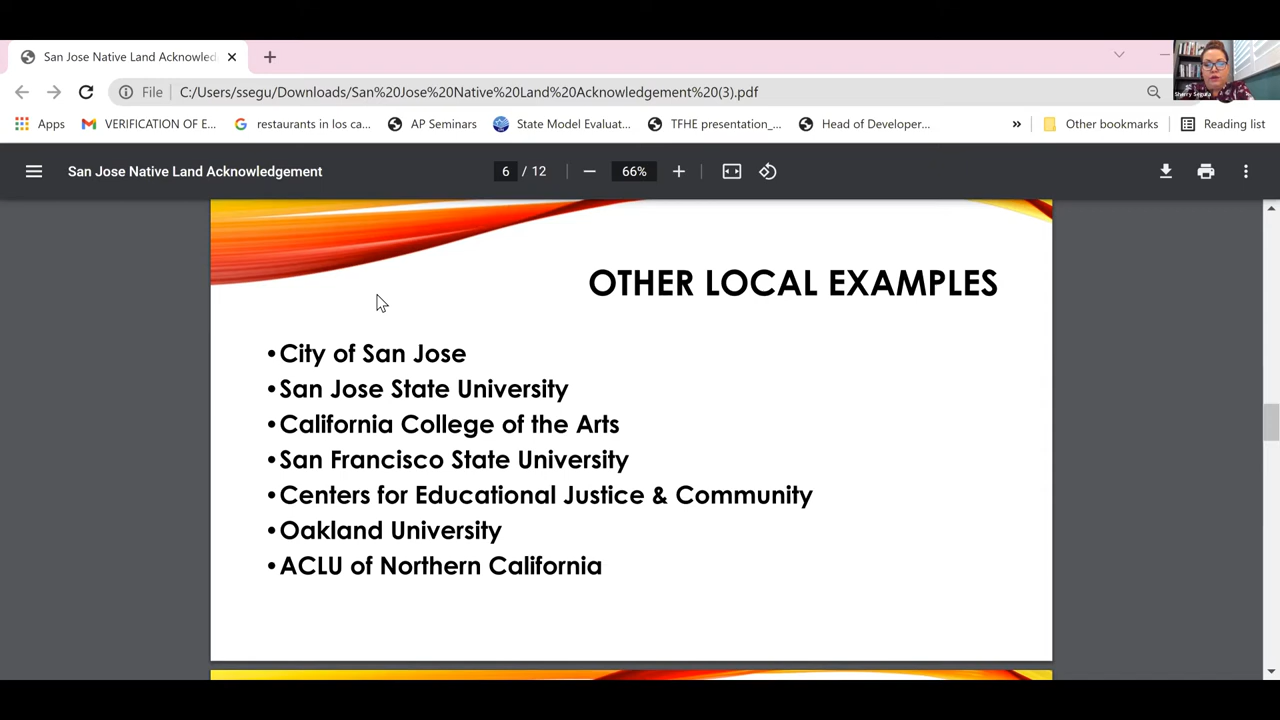 San Jose Native Land Acknowled
File
C:/Users/ssegu/Downloads/San%20Jose%20Native%20Land%20Acknowledgement%20(3).pdf
Sherry Segura
Apps
VERIFICATION OF E...
restaurants in los ca...
AP Seminars
State Model Evaluat...
TFHE presentation_...
Head of Developer...
»
Other bookmarks
Reading list
San Jose Native Land Acknowledgement
6 / 12
66%
OTHER LOCAL EXAMPLES
•City of San Jose
•San Jose State University
•California College of the Arts
•San Francisco State University
•Centers for Educational Justice & Community
•Oakland University
•ACLU of Northern California